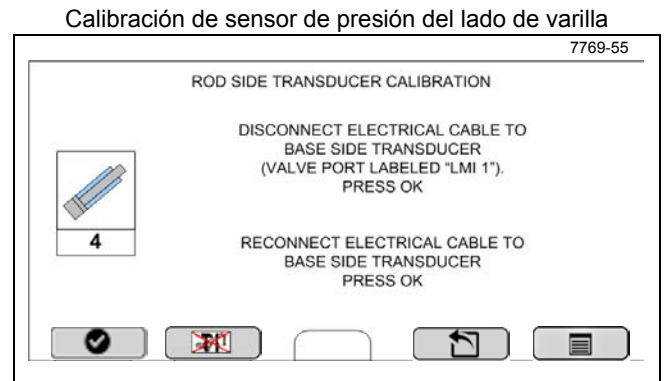 Calibración de sensor de presión del lado de varilla
7769-55
ROD SIDE TRANSDUCER CALIBRATION
DISCONNECT ELECTRICAL CABLE TO
BASE SIDE TRANSDUCER
(VALVE PORT LABELED “LMI 1”).
PRESS OK
4
RECONNECT ELECTRICAL CABLE TO
BASE SIDE TRANSDUCER
PRESS OK